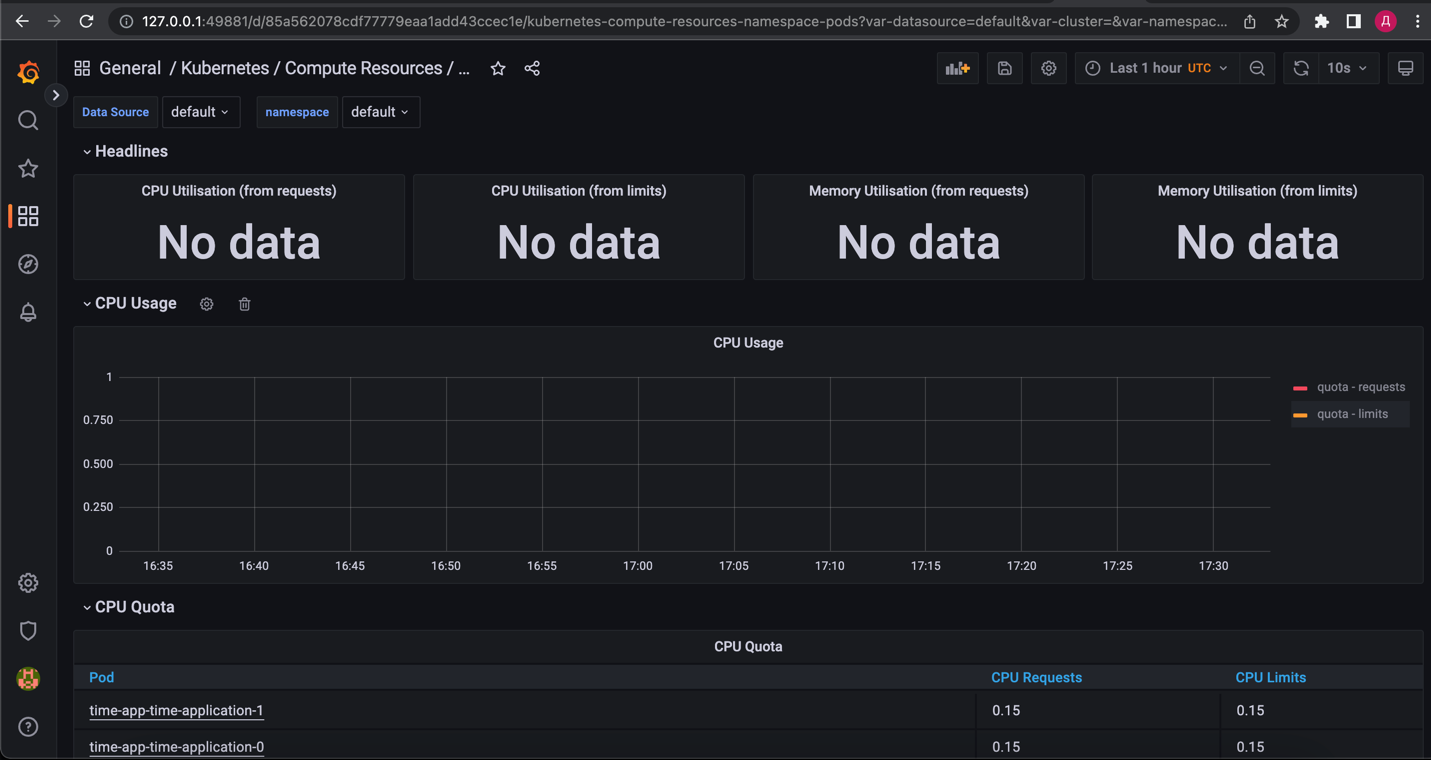 127.0.0.1:49881/d/85a562078cdf77779eaa1add43ccec1e/kubernetes-compute-resources-namespace-pods?var-datasource=default&var-cluster=&var-namespac...
Д
General / Kubernetes / Compute Resources / ...
Last 1 hour UTC
10s
Data Source default namespace default
Headlines
CPU Utilisation (from requests)
No data
CPU Utilisation (from limits)
No data
Memory Utilisation (from requests)
No data
Memory Utilisation (from limits)
No data
CPU Usage
CPU Usage
1
0.750
0.500
0.250
0
16:35 16:40 16:45 16:50 16:55 17:00 17:05 17:10 17:15 17:20 17:25 17:30
quota - requests
quota - limits
CPU Quota
CPU Quota
Pod CPU Requests CPU Limits
time-app-time-application-1 0.15 0.15
time-app-time-application-0 0.15 0.15